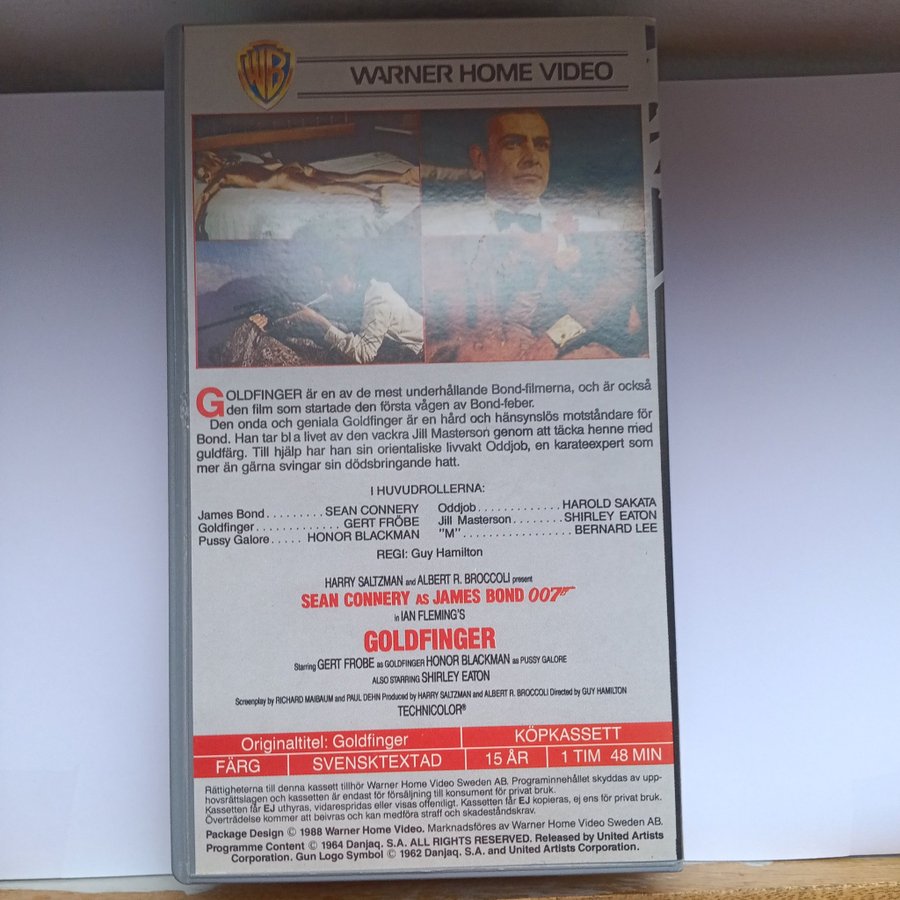 WB
WARNER HOME VIDEO
GOLDFINGER är en av de mest underhållande Bond-filmerna, och är också
den film som startade den första vågen av Bond-feber.
Den onda och geniala Goldfinger är en hård och hänsynslös motståndare för
Bond. Han tar bl a livet av den vackra Jill Masterson genom att täcka henne med
guldfärg. Till hjälp har han sin orientaliske livvakt Oddjob, en karateexpert som
mer än gärna svingar sin dödsbringande hatt.
I HUVUDROLLERNA:
James Bond ......... SEAN CONNERY
Goldfinger ............. GERT FRÖBE
Pussy Galore ..... HONOR BLACKMAN
Oddjob ............. HAROLD SAKATA
Jill Masterson ........ SHIRLEY EATON
"M" ................. BERNARD LEE
REGI: Guy Hamilton
HARRY SALTZMAN and ALBERT R. BROCCOLI present
SEAN CONNERY AS JAMES BOND 007
in IAN FLEMING'S
GOLDFINGER
Starring GERT FROBE as GOLDFINGER HONOR BLACKMAN as PUSSY GALORE
ALSO STARRING SHIRLEY EATON
Screenplay by RICHARD MAIBAUM and PAUL DEHN Produced by HARRY SALTZMAN and ALBERT R. BROCCOLI Directed by GUY HAMILTON
TECHNICOLOR®
Originaltitel: Goldfinger KÖPKASSETT
FÄRG SVENSKTEXTAD 15 ÅR 1 TIM 48 MIN
Rättigheterna till denna kassett tillhör Warner Home Video Sweden AB. Programinnehållet skyddas av upp-
hovsrättslagen och kassetten är endast för försäljning till konsument för privat bruk.
Kassetten får EJ uthyras, vidarespridas eller visas offentligt. Kassetten får EJ kopieras, ej ens för privat bruk.
Överträdelse kommer att beivras och kan medföra straff och skadeståndskrav.
Package Design © 1988 Warner Home Video. Marknadsföres av Warner Home Video Sweden AB.
Programme Content © 1964 Danjaq. S.A. ALL RIGHTS RESERVED. Released by United Artists
Corporation. Gun Logo Symbol © 1962 Danjaq. S.A. and United Artists Corporation.